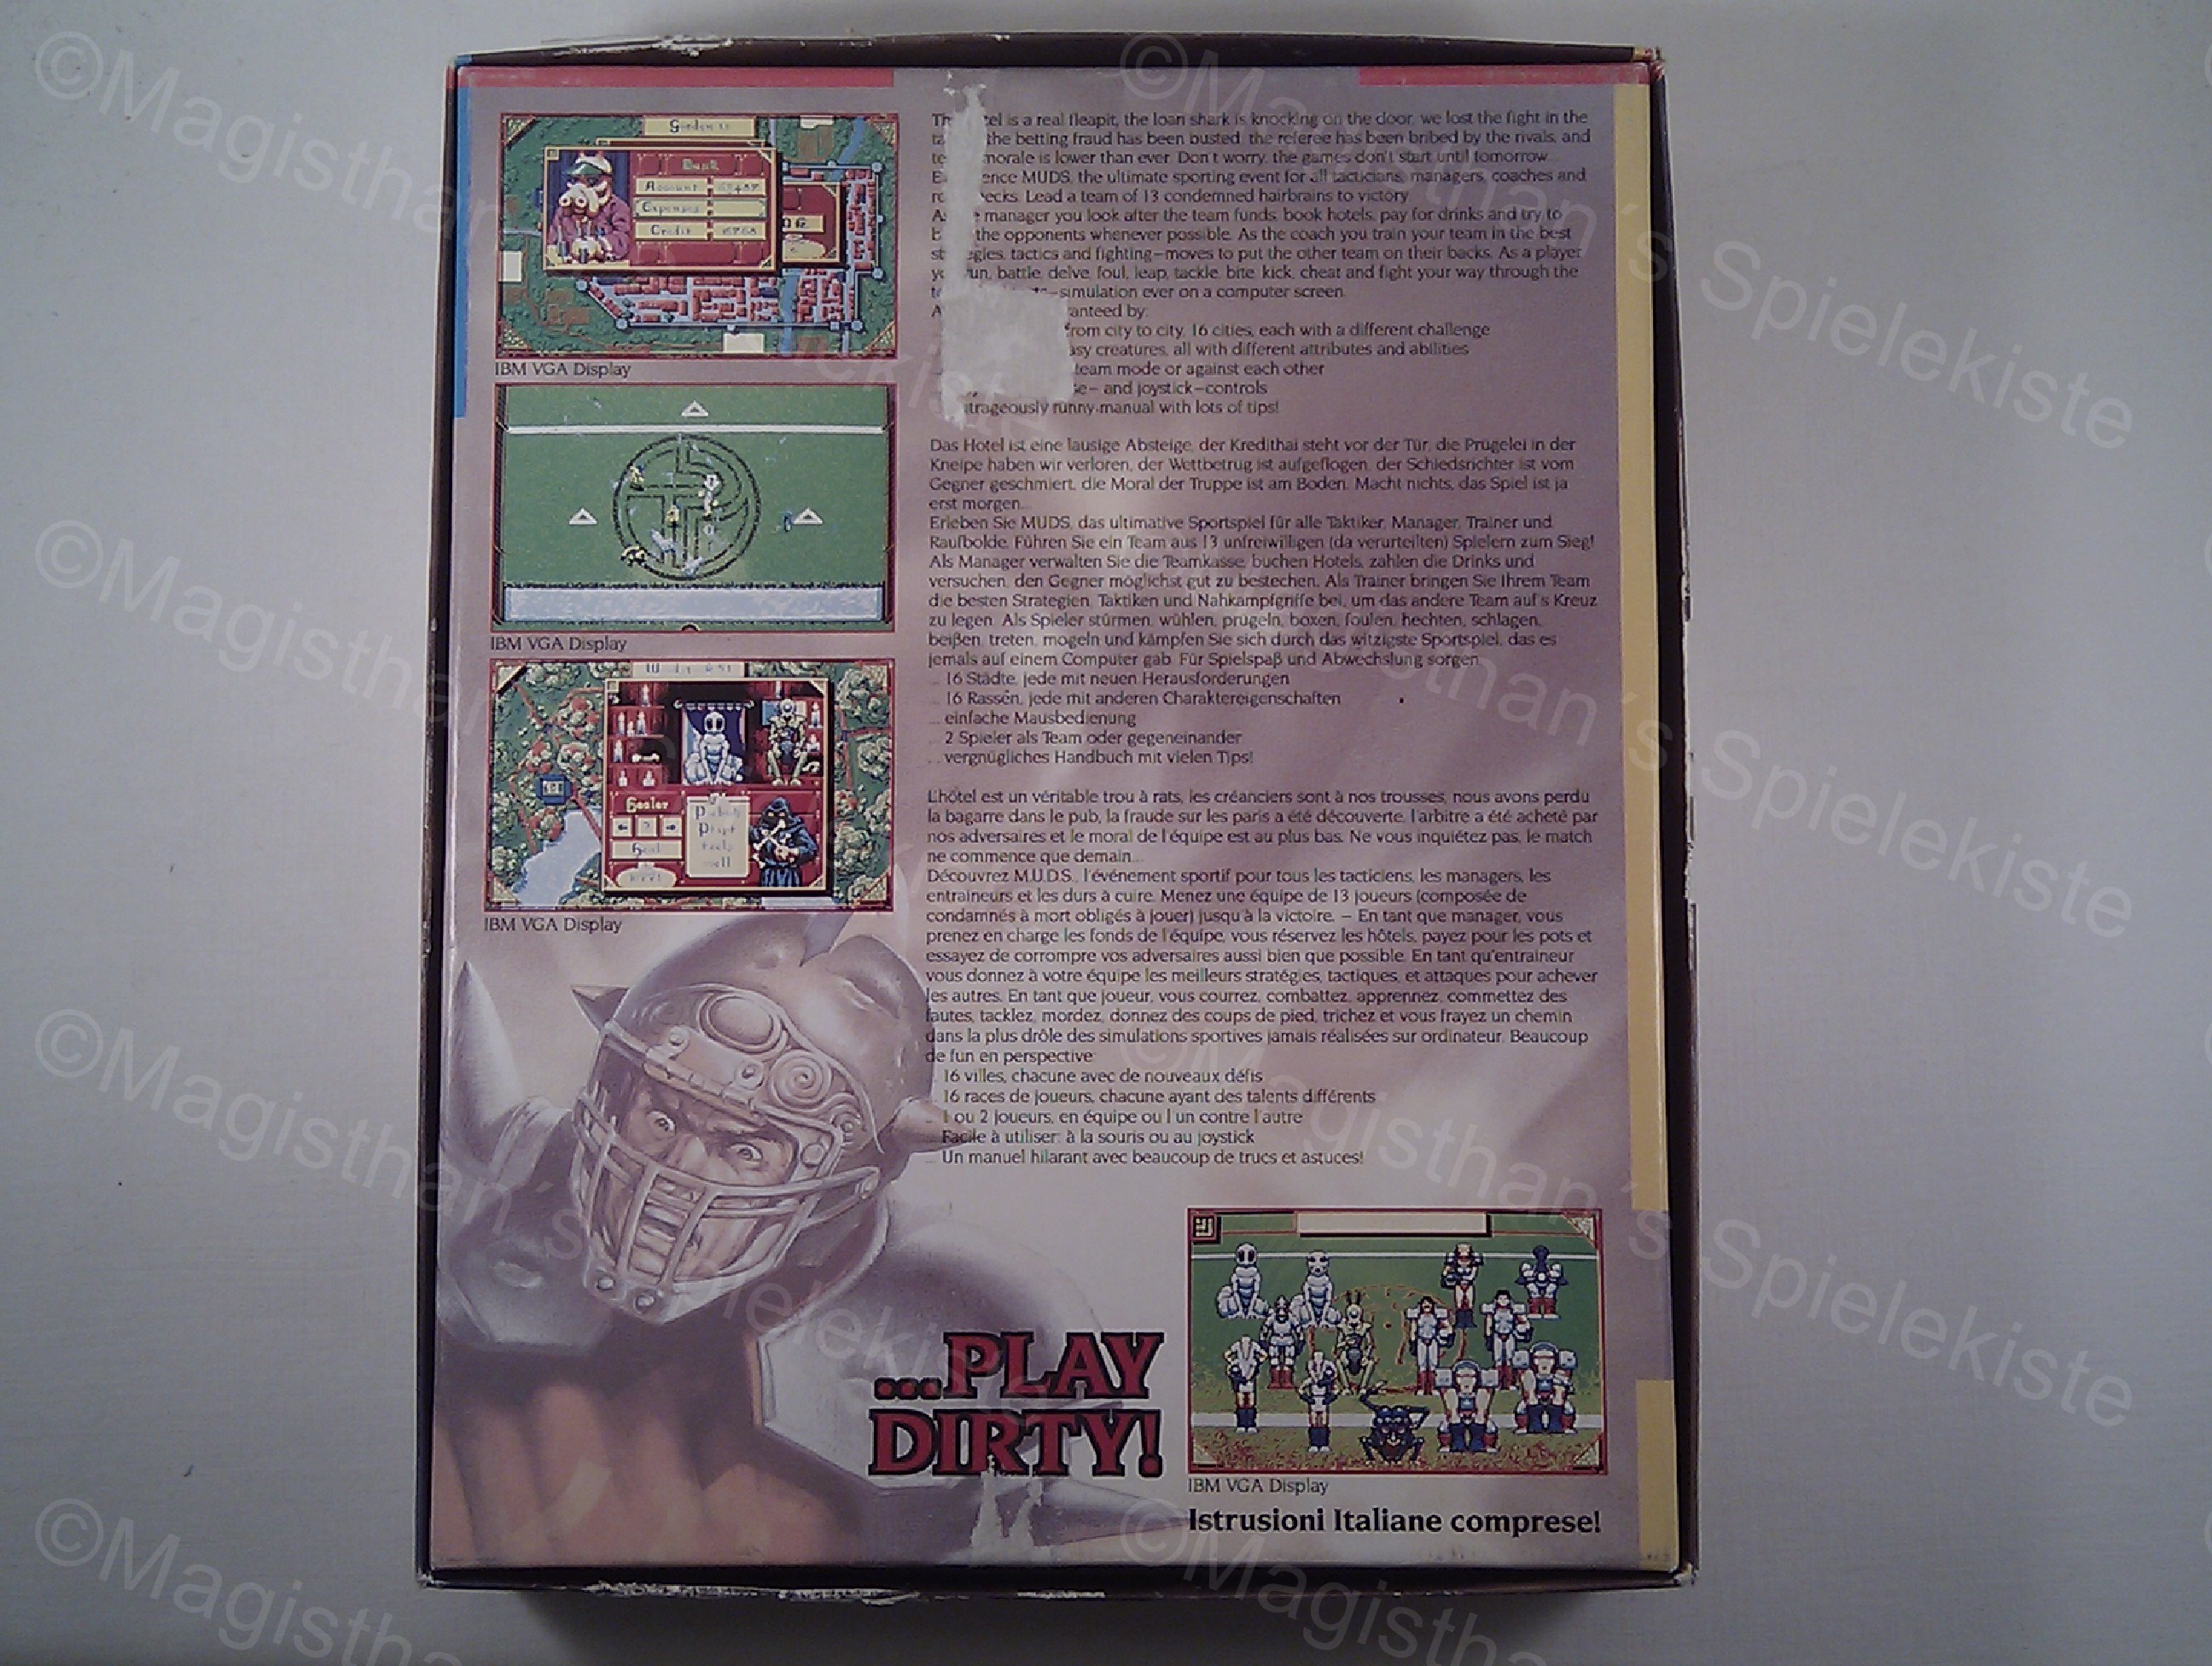 Bank
Account
Expenses
Credit
IBM VGA Display
IBM VGA Display
Healer
Heal
feels
well
IBM VGA Display
el is a real fleapit, the loan shark is knocking on the door, we lost the fight in the
the betting fraud has been busted, the referee has been bribed by the rivals, and
morale is lower than ever. Don't worry, the games don't start until tomorrow...
ence MUDS, the ultimate sporting event for all tacticians, managers, coaches and
ecks. Lead a team of 13 condemned hairbrains to victory.
As manager you look after the team funds, book hotels, pay for drinks and try to
the opponents whenever possible. As the coach you train your team in the best
egies, tactics and fighting-moves to put the other team on their backs. As a player
run, battle, delve, foul, leap, tackle, bite, kick, cheat and fight your way through the
-simulation ever on a computer screen.
ranteed by:
from city to city, 16 cities, each with a different challenge
asy creatures, all with different attributes and abilities
team mode or against each other
se- and joystick-controls
trageously funny manual with lots of tips!
Das Hotel ist eine lausige Absteige, der Kredithai steht vor der Tür, die Prügelei in der
Kneipe haben wir verloren, der Wettbetrug ist aufgeflogen, der Schiedsrichter ist vom
Gegner geschmiert, die Moral der Truppe ist am Boden. Macht nichts, das Spiel ist ja
erst morgen...
Erleben Sie MUDS, das ultimative Sportspiel für alle Taktiker, Manager, Trainer und
Raufbolde. Führen Sie ein Team aus 13 unfreiwilligen (da verurteilten) Spielern zum Sieg!
Als Manager verwalten Sie die Teamkasse, buchen Hotels, zahlen die Drinks und
versuchen, den Gegner möglichst gut zu bestechen. Als Trainer bringen Sie Ihrem Team
die besten Strategien, Taktiken und Nahkampfgriffe bei, um das andere Team auf's Kreuz
zu legen. Als Spieler stürmen, wühlen, prügeln, boxen, foulen, hechten, schlagen,
beißen, treten, mogeln und kämpfen Sie sich durch das witzigste Sportspiel, das es
jemals auf einem Computer gab. Für Spielspaß und Abwechslung sorgen:
... 16 Städte, jede mit neuen Herausforderungen
... 16 Rassen, jede mit anderen Charaktereigenschaften
... einfache Mausbedienung
... 2 Spieler als Team oder gegeneinander
... vergnügliches Handbuch mit vielen Tips!
L'hôtel est un véritable trou à rats, les créanciers sont à nos trousses, nous avons perdu
la bagarre dans le pub, la fraude sur les paris a été découverte, l'arbitre a été acheté par
nos adversaires et le moral de l'équipe est au plus bas. Ne vous inquiétez pas, le match
ne commence que demain...
Découvrez M.U.D.S., l'événement sportif pour tous les tacticiens, les managers, les
entraineurs et les durs à cuire. Menez une équipe de 13 joueurs (composée de
condamnés à mort obligés à jouer) jusqu'à la victoire. – En tant que manager, vous
prenez en charge les fonds de l'équipe, vous réservez les hôtels, payez pour les pots et
essayez de corrompre vos adversaires aussi bien que possible. En tant qu'entraineur
vous donnez à votre équipe les meilleurs stratégies, tactiques, et attaques pour achever
les autres. En tant que joueur, vous courrez, combattez, apprennez, commettez des
fautes, tacklez, mordez, donnez des coups de pied, trichez et vous frayez un chemin
dans la plus drôle des simulations sportives jamais réalisées sur ordinateur. Beaucoup
de fun en perspective:
... 16 villes, chacune avec de nouveaux défis
... 16 races de joueurs, chacune ayant des talents différents
... 1 ou 2 joueurs, en équipe ou l'un contre l'autre
... Facile à utiliser: à la souris ou au joystick
... Un manuel hilarant avec beaucoup de trucs et astuces!
...PLAY
DIRTY!
IBM VGA Display
Istrusioni Italiane comprese!
©Magisthan's Spielekiste
©Magisthan's Spielekiste
©Magisthan's Spielekiste
©Magisthan's Spielekiste